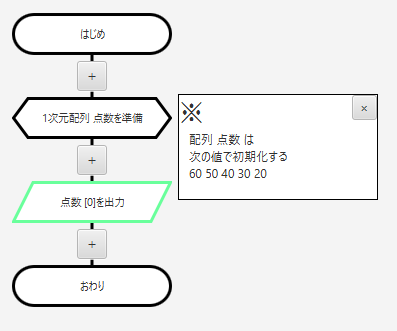 はじめ
+
1次元配列 点数を準備
+
点数 [0]を出力
+
おわり
※
×
配列 点数 は
次の値で初期化する
60 50 40 30 20